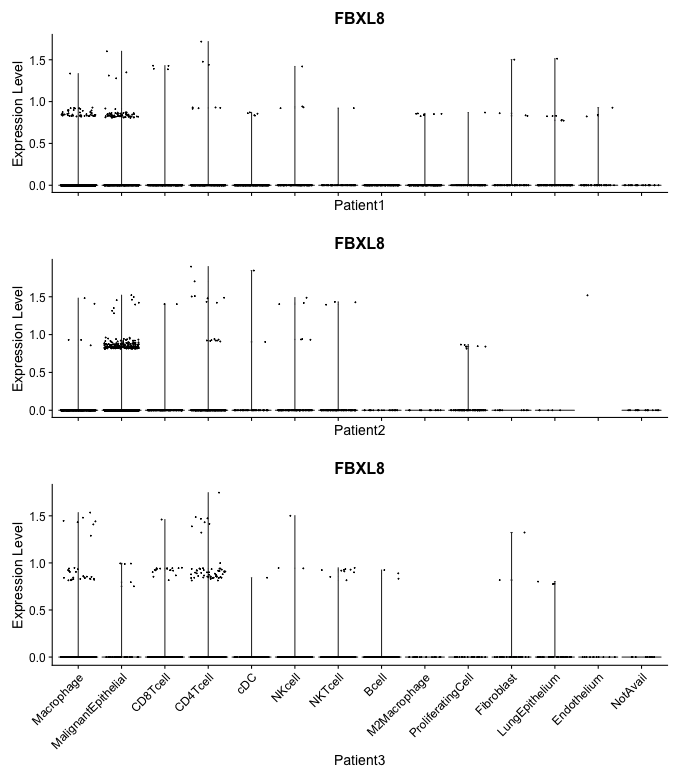 FBXL8
Expression Level
1.5
1.0
0.5
0.0
Patient1
FBXL8
Expression Level
1.5
1.0
0.5
0.0
Patient2
FBXL8
Expression Level
1.5
1.0
0.5
0.0
Macrophage
MalignantEpithelial
CD8Tcell
CD4Tcell
cDC
NKcell
NKTcell
Bcell
M2Macrophage
ProliferatingCell
Fibroblast
LungEpithelium
Endothelium
NotAvail
Patient3